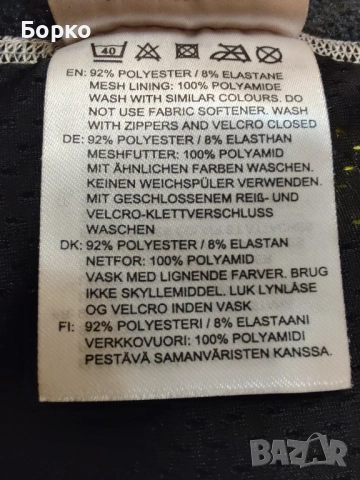 Борко
40
EN: 92% POLYESTER / 8% ELASTANE
MESH LINING: 100% POLYAMIDE
WASH WITH SIMILAR COLOURS. DO
NOT USE FABRIC SOFTENER. WASH
WITH ZIPPERS AND VELCRO CLOSED
DE: 92% POLYESTER / 8% ELASTHAN
MESHFUTTER: 100% POLYAMID
MIT ÄHNLICHEN FARBEN WASCHEN.
KEINEN WEICHSPÜLER VERWENDEN.
MIT GESCHLOSSENEM REIß- UND
VELCRO-KLETTVERSCHLUSS
WASCHEN
DK: 92% POLYESTER / 8% ELASTAN
NETFOR: 100% POLYAMID
VASK MED LIGNENDE FARVER. BRUG
IKKE SKYLLEMIDDEL. LUK LYNLÅSE
OG VELCRO INDEN VASK
FI: 92% POLYESTERI / 8% ELASTAANI
VERKKOVUORI: 100% POLYAMIDI
PESTÄVÄ SAMANVÄRISTEN KANSSA.
BAZAR
bg